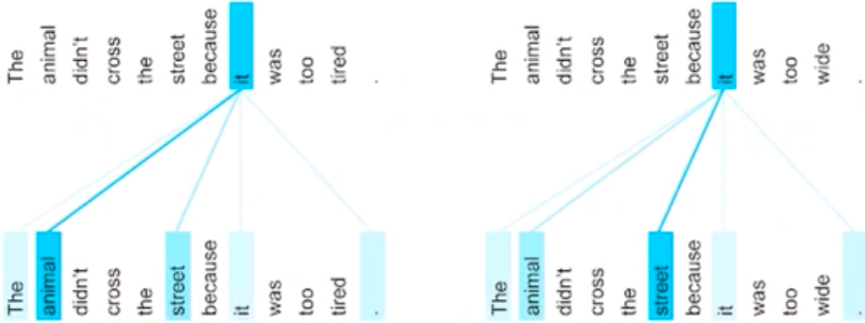 The animal didn't cross the street because it was too tired .
The animal didn't cross the street because it was too wide .
The animal didn't cross the street because it was too tired .
The animal didn't cross the street because it was too wide .